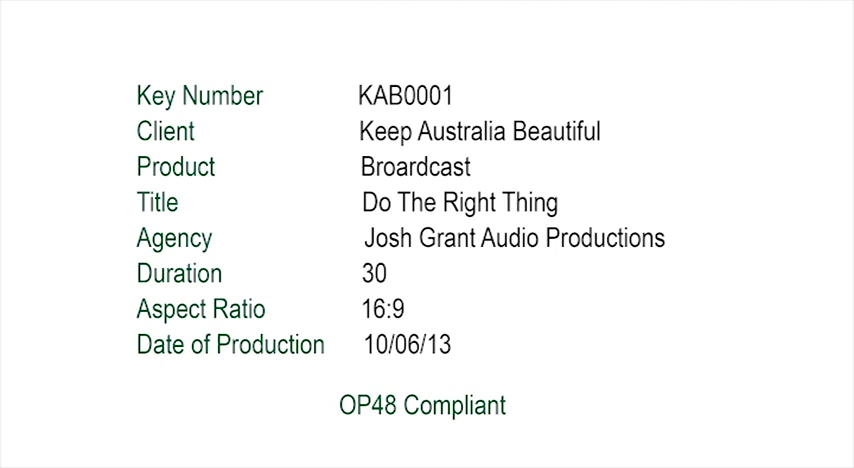 Key Number KAB0001
Client Keep Australia Beautiful
Product Broardcast
Title Do The Right Thing
Agency Josh Grant Audio Productions
Duration 30
Aspect Ratio 16:9
Date of Production 10/06/13
OP48 Compliant